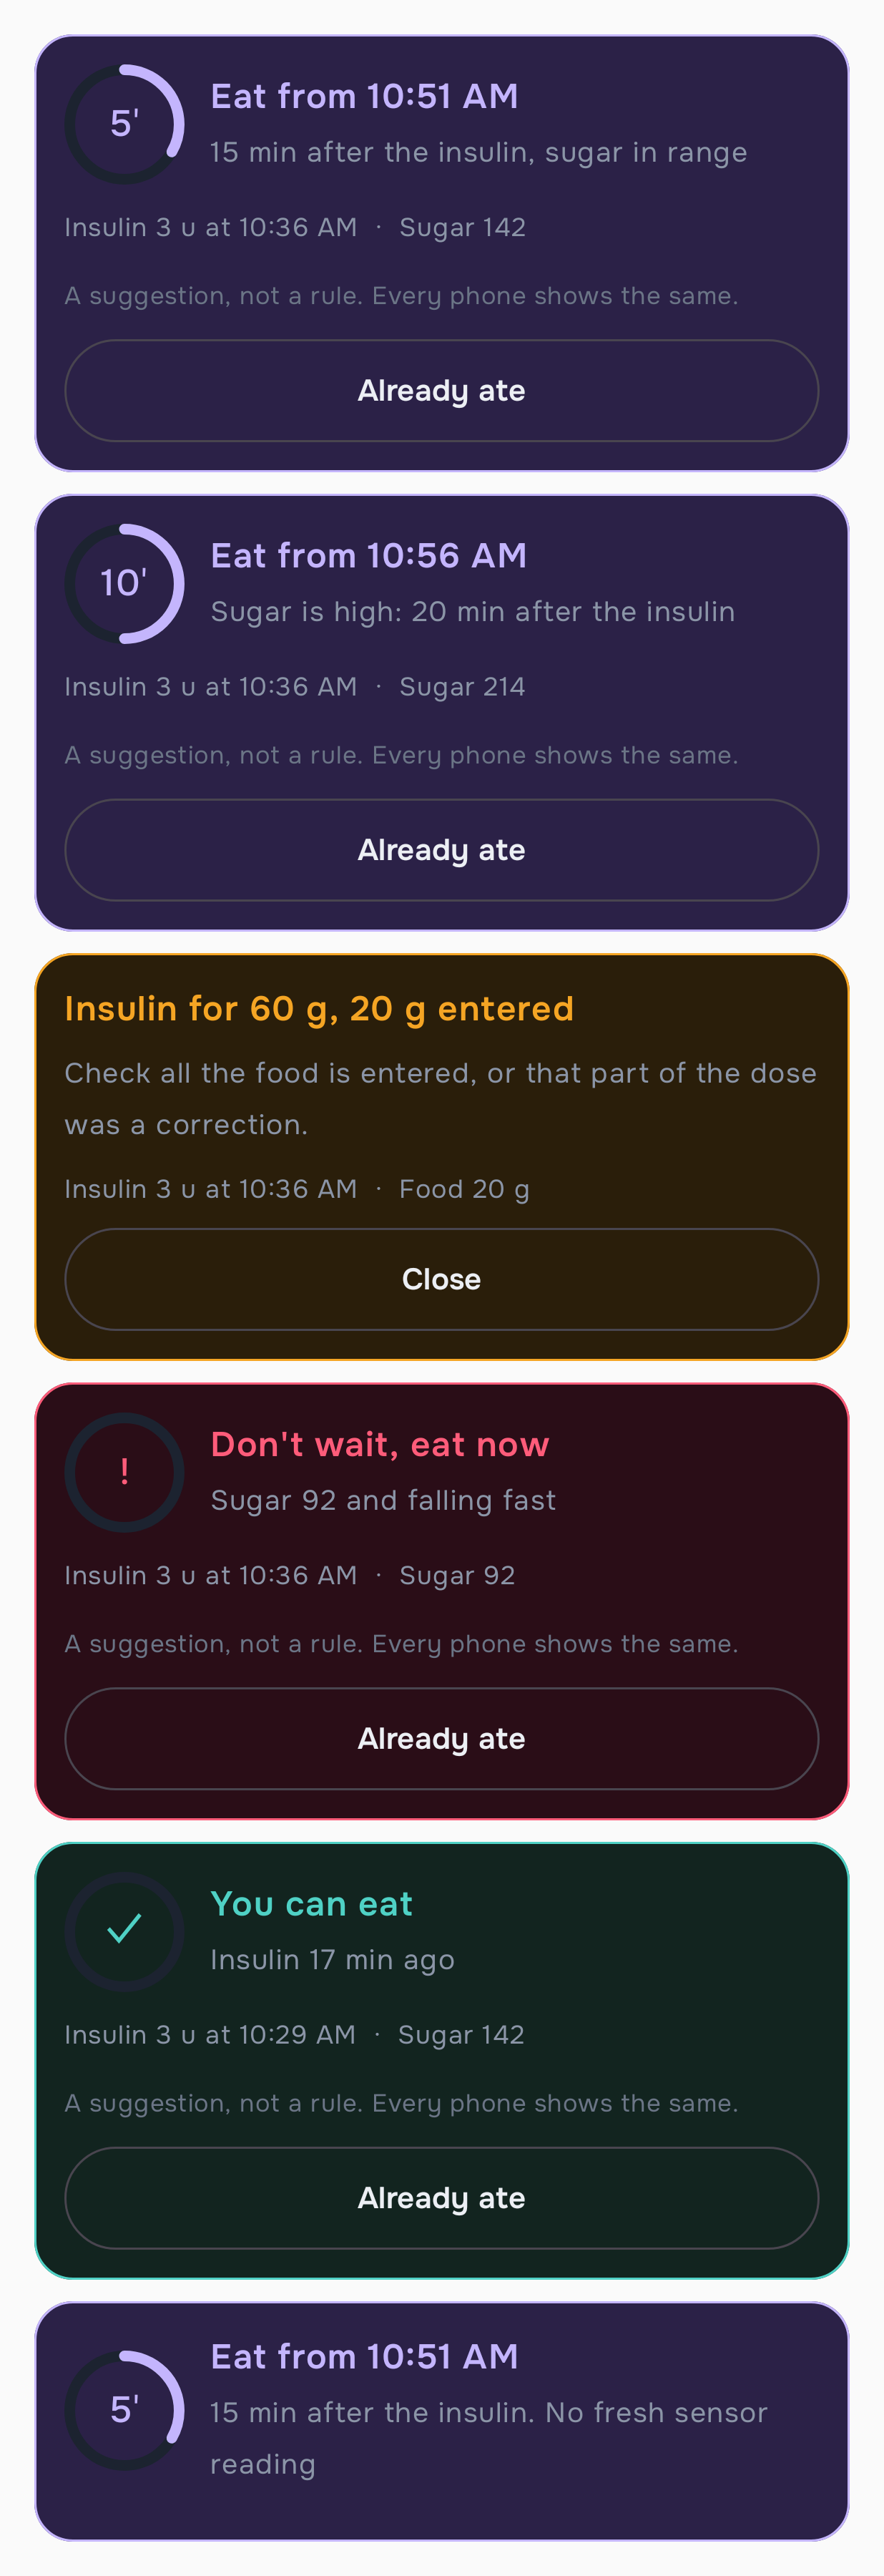 5'
Eat from 10:51 AM
15 min after the insulin, sugar in range
Insulin 3 u at 10:36 AM · Sugar 142
A suggestion, not a rule. Every phone shows the same.
Already ate
10'
Eat from 10:56 AM
Sugar is high: 20 min after the insulin
Insulin 3 u at 10:36 AM · Sugar 214
A suggestion, not a rule. Every phone shows the same.
Already ate
Insulin for 60 g, 20 g entered
Check all the food is entered, or that part of the dose
was a correction.
Insulin 3 u at 10:36 AM · Food 20 g
Close
!
Don't wait, eat now
Sugar 92 and falling fast
Insulin 3 u at 10:36 AM · Sugar 92
A suggestion, not a rule. Every phone shows the same.
Already ate
You can eat
Insulin 17 min ago
Insulin 3 u at 10:29 AM · Sugar 142
A suggestion, not a rule. Every phone shows the same.
Already ate
5'
Eat from 10:51 AM
15 min after the insulin. No fresh sensor
reading